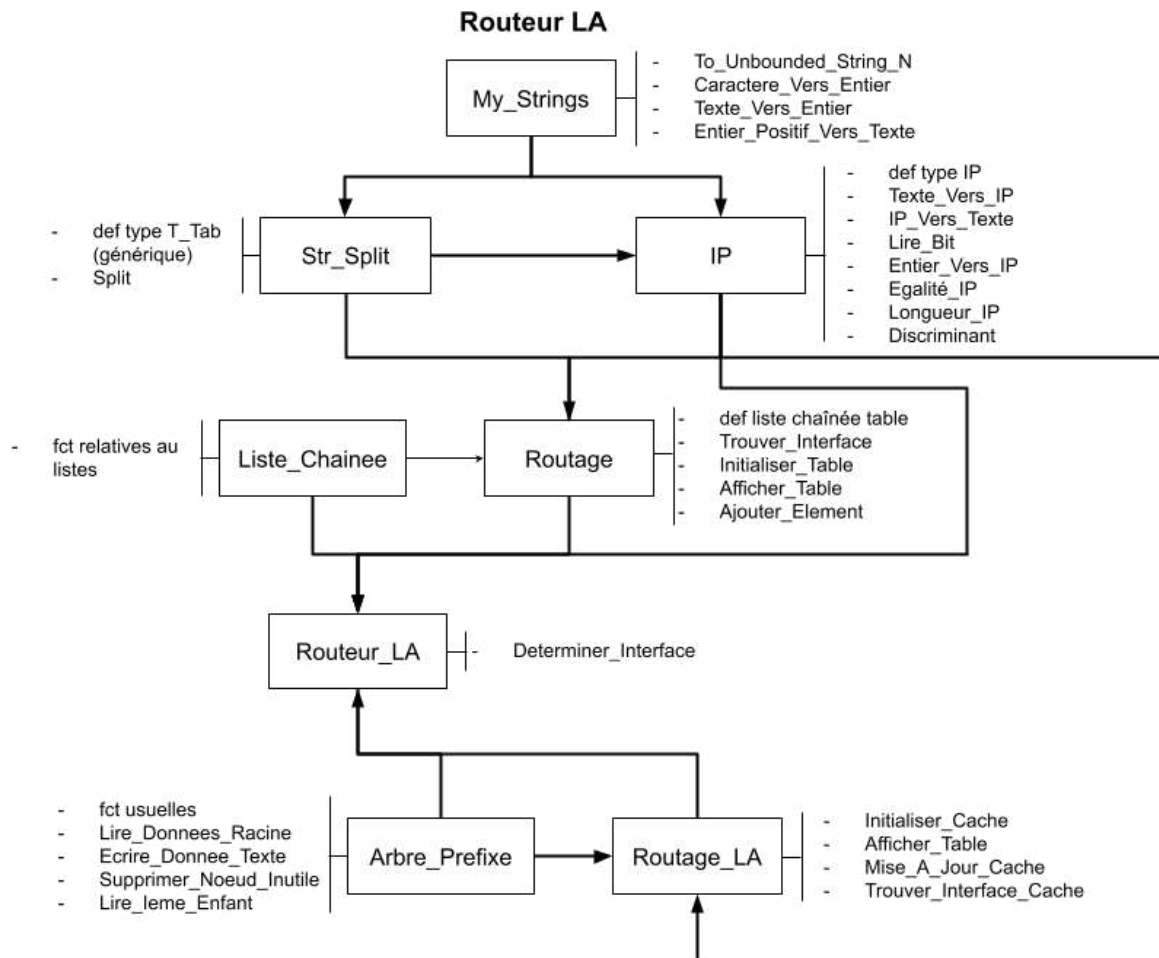 Routeur LA
My_Strings
- To_Unbounded_String_N
- Caractere_Vers_Entier
- Texte_Vers_Entier
- Entier_Positif_Vers_Texte
- def type T_Tab
(générique)
- Split
Str_Split
IP
- def type IP
- Texte_Vers_IP
- IP_Vers_Texte
- Lire_Bit
- Entier_Vers_IP
- Egalité_IP
- Longueur_IP
- Discriminant
- fct relatives au
listes
Liste_Chainee
Routage
- def liste chaînée table
- Trouver_Interface
- Initialiser_Table
- Afficher_Table
- Ajouter_Element
Routeur_LA
- Determiner_Interface
- fct usuelles
- Lire_Donnees_Racine
- Ecrire_Donnee_Texte
- Supprimer_Noeud_Inutile
- Lire_Ieme_Enfant
Arbre_Prefixe
Routage_LA
- Initialiser_Cache
- Afficher_Table
- Mise_A_Jour_Cache
- Trouver_Interface_Cache